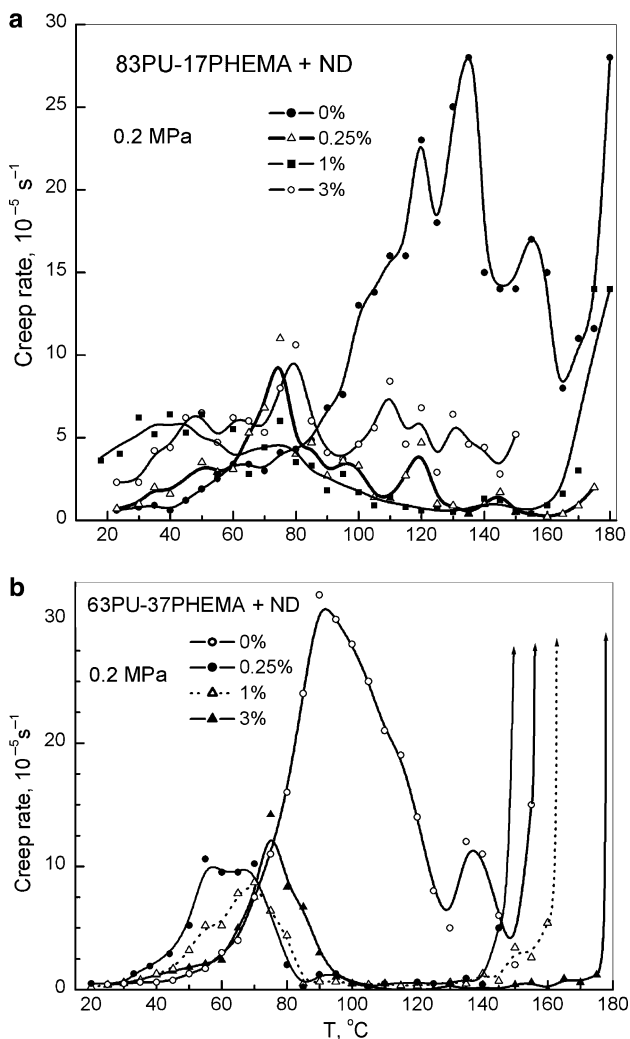 a
30
83PU-17PHEMA + ND
0%
0.2 MPa
0.25%
25
1%
3%
20
15
10
5
0
Creep rate, 10⁻⁵ s⁻¹
20 40 60 80 100 120 140 160 180
b
63PU-37PHEMA + ND
30
0%
0.2 MPa
0.25%
1%
3%
20
10
0
Creep rate, 10⁻⁵s⁻¹
20 40 60 80 100 120 140 160 180
T, °C